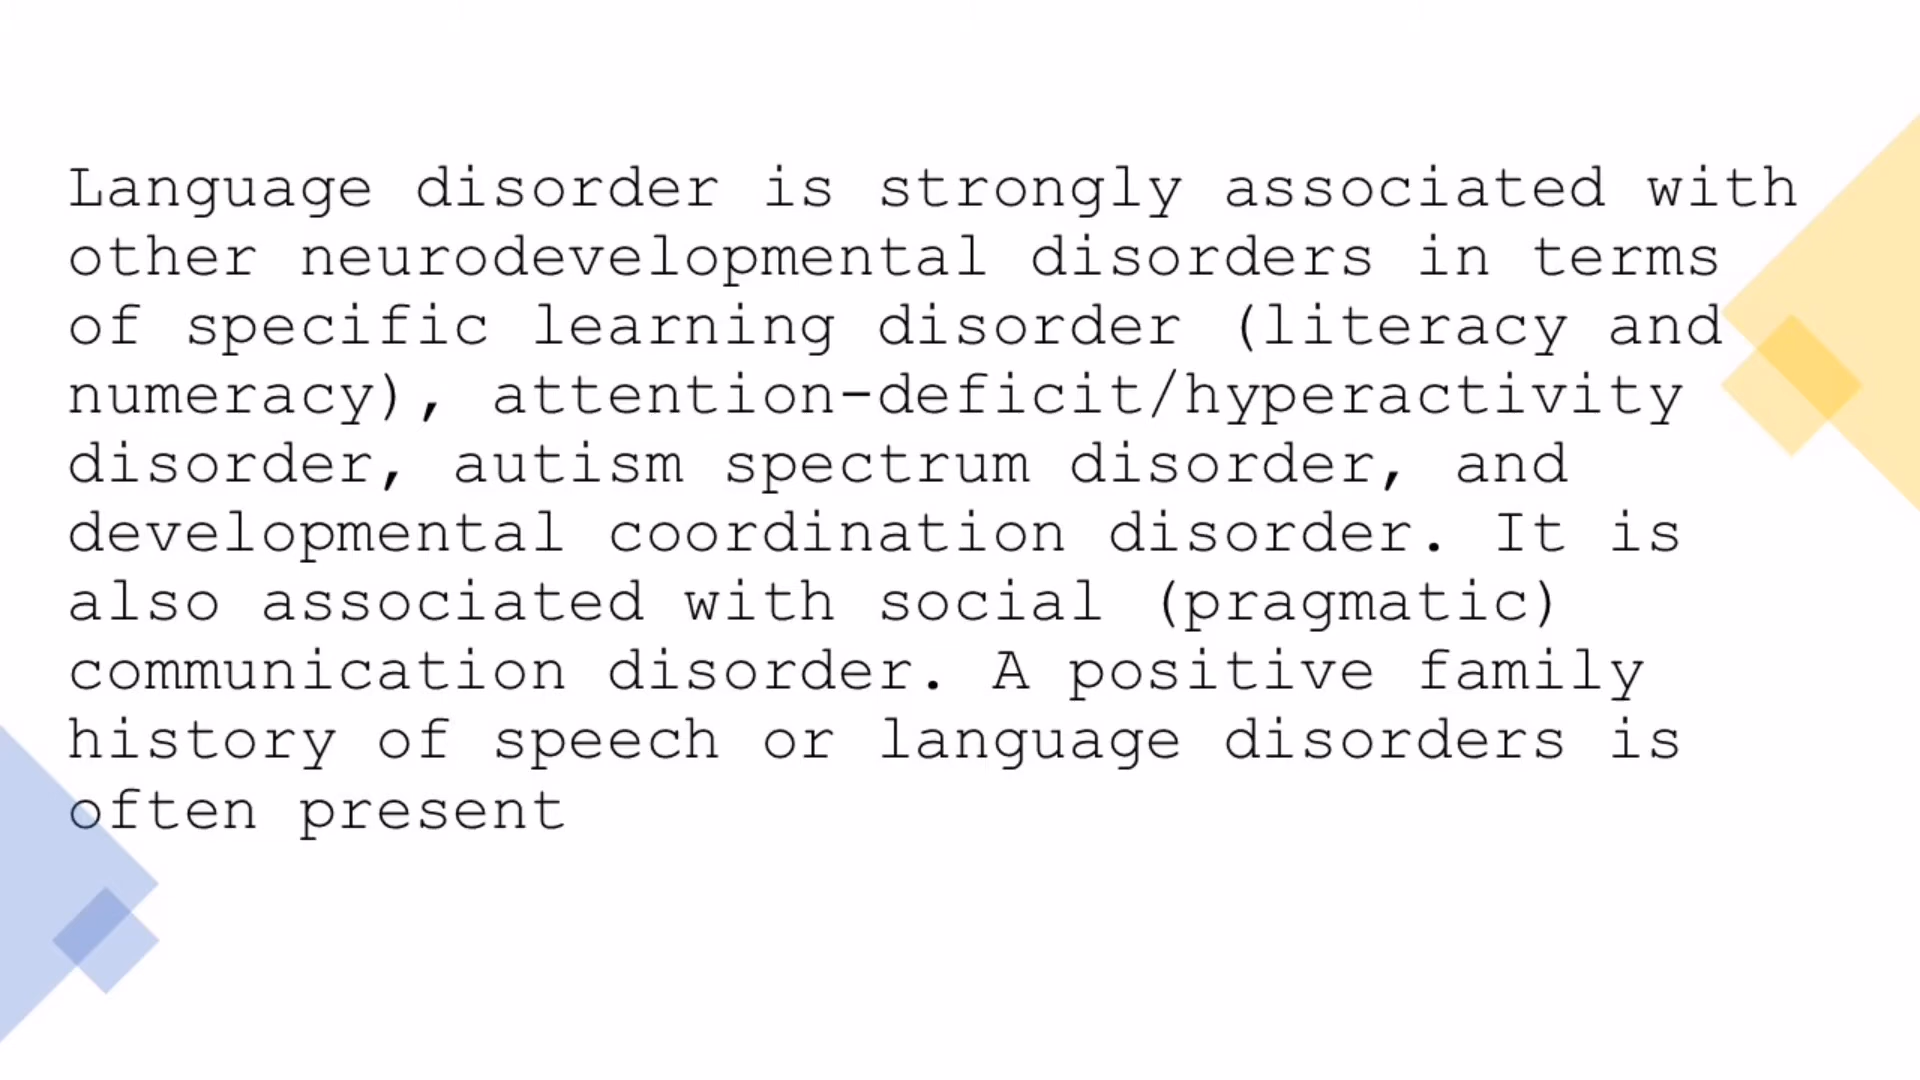 Language disorder is strongly associated with
other neurodevelopmental disorders in terms
of specific learning disorder (literacy and
numeracy), attention-deficit/hyperactivity
disorder, autism spectrum disorder, and
developmental coordination disorder. It is
also associated with social (pragmatic)
communication disorder. A positive family
history of speech or language disorders is
often present